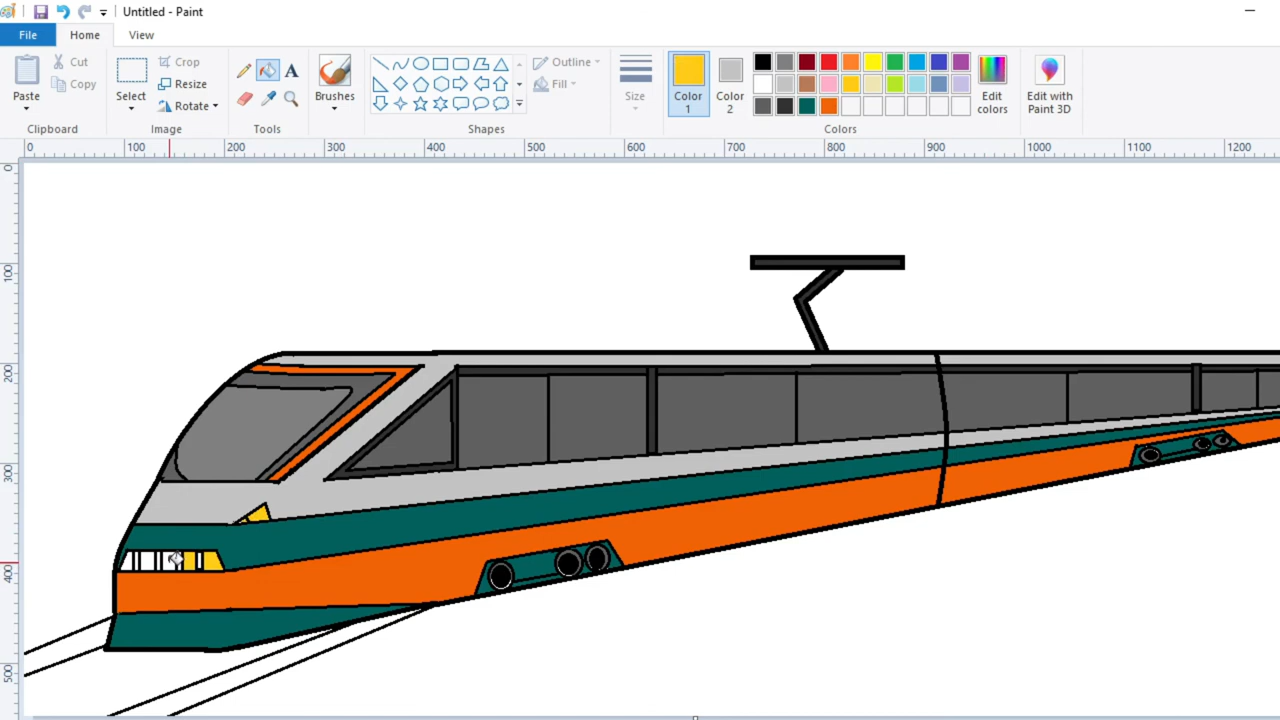 Untitled - Paint
File Home View
Paste Cut Copy
Clipboard
Select Crop Resize Rotate
Image
A
Tools
Brushes
Outline Fill
Shapes
Size
Color 1
Color 2
Edit colors
Colors
Edit with Paint 3D
0 100 200 300 400 500 600 700 800 900 1000 1100 1200
0
100
200
300
400
500